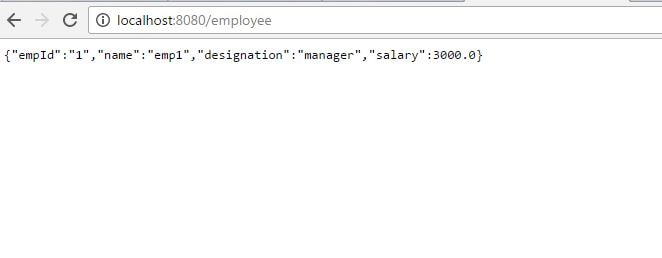 localhost:8080/employee
{"empId":"1","name":"emp1","designation":"manager","salary":3000.0}